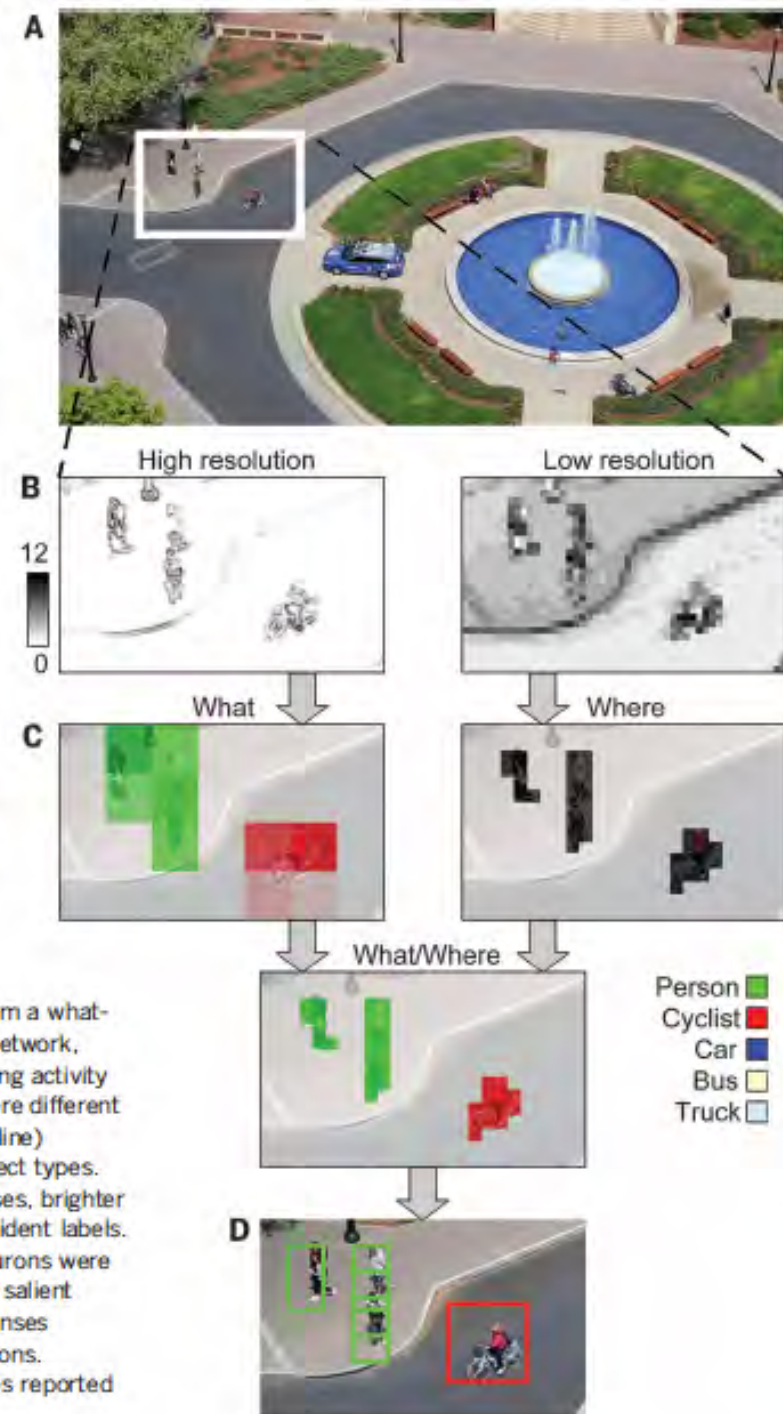 A
High resolution
Low resolution
B
12
0
What
Where
C
What/Where
Person
Cyclist
Car
Bus
Truck
m a what-
etwork,
ng activity
re different
line)
ect types.
ses, brighter
ident labels.
urons were
salient
nses
ons.
s reported
D